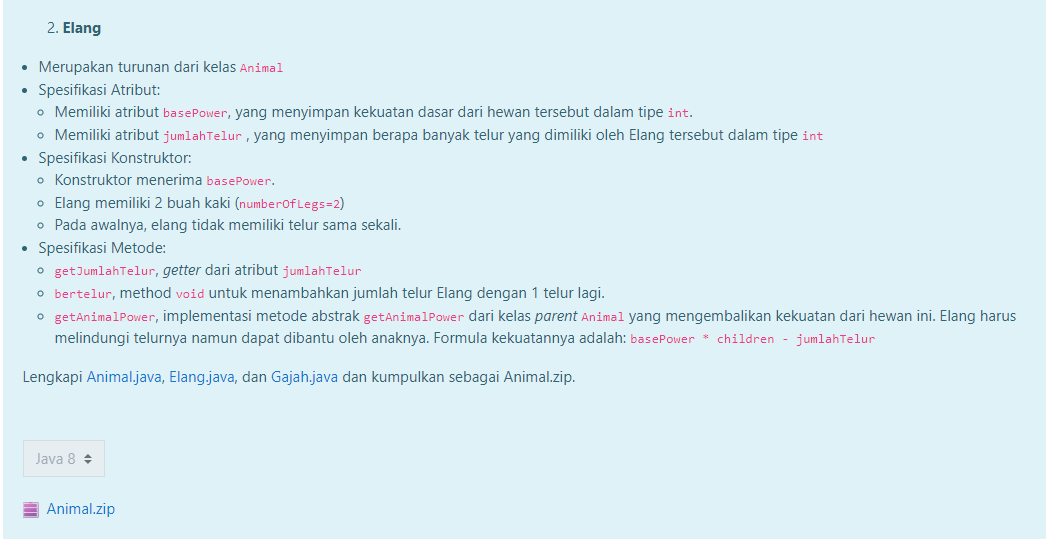 2. Elang
Merupakan turunan dari kelas Animal
Spesifikasi Atribut:
Memiliki atribut basePower, yang menyimpan kekuatan dasar dari hewan tersebut dalam tipe int.
Memiliki atribut jumlahTelur , yang menyimpan berapa banyak telur yang dimiliki oleh Elang tersebut dalam tipe int
Spesifikasi Konstruktor:
Konstruktor menerima basePower.
Elang memiliki 2 buah kaki (numberOfLegs=2)
Pada awalnya, elang tidak memiliki telur sama sekali.
Spesifikasi Metode:
getJumlahTelur, getter dari atribut jumlahTelur
bertelur, method void untuk menambahkan jumlah telur Elang dengan 1 telur lagi.
getAnimalPower, implementasi metode abstrak getAnimalPower dari kelas parent Animal yang mengembalikan kekuatan dari hewan ini. Elang harus
melindungi telurnya namun dapat dibantu oleh anaknya. Formula kekuatannya adalah: basePower * children - jumlahTelur
Lengkapi Animal.java, Elang.java, dan Gajah.java dan kumpulkan sebagai Animal.zip.
Java 8
Animal.zip